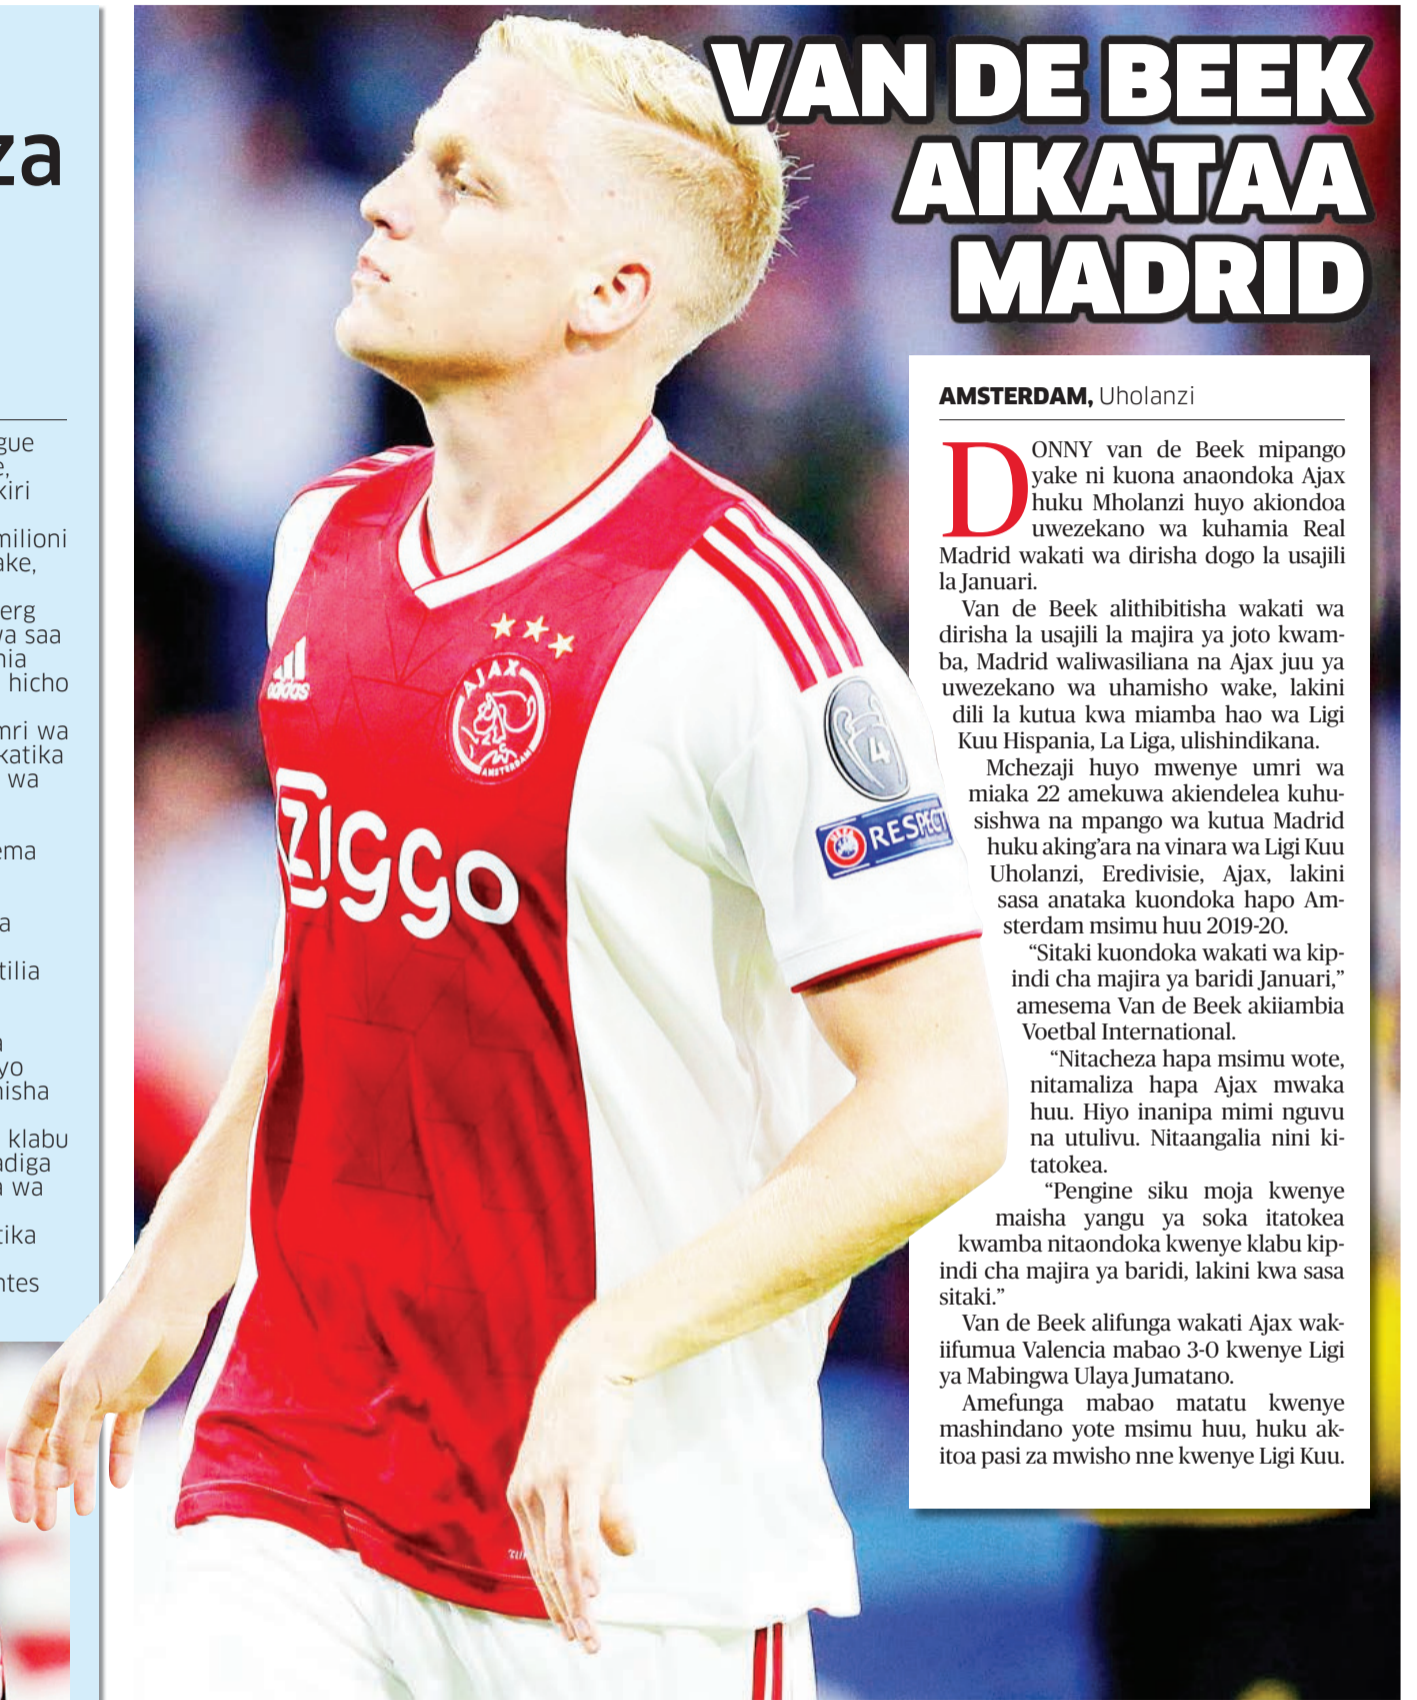 za
gue
e,
kiri
milioni
ake,
erg
va saa
nia
hicho
mri wa
katika
wa
ema
a
tilia
a
yo
nisha
klabu
adiga
a wa
tika
ntes
VAN DE BEEK
AIKATAA
MADRID
AMSTERDAM, Uholanzi
DONNY van de Beek mipango
yake ni kuona anaondoka Ajax
huku Mholanzi huyo akiondoa
uwezekano wa kuhamia Real
Madrid wakati wa dirisha dogo la usajili
la Januari.
Van de Beek alithibitisha wakati wa
dirisha la usajili la majira ya joto kwam-
ba, Madrid waliwasiliana na Ajax juu ya
uwezekano wa uhamisho wake, lakini
dili la kutua kwa miamba hao wa Ligi
Kuu Hispania, La Liga, ulishindikana.
Mchezaji huyo mwenye umri wa
miaka 22 amekuwa akiendelea kuhu-
sishwa na mpango wa kutua Madrid
huku aking’ara na vinara wa Ligi Kuu
Uholanzi, Eredivisie, Ajax, lakini
sasa anataka kuondoka hapo Am-
sterdam msimu huu 2019-20.
“Sitaki kuondoka wakati wa kip-
indi cha majira ya baridi Januari,”
amesema Van de Beek akiiambia
Voetbal International.
“Nitacheza hapa msimu wote,
nitamaliza hapa Ajax mwaka
huu. Hiyo inanipa mimi nguvu
na utulivu. Nitaangalia nini ki-
tatokea.
“Pengine siku moja kwenye
maisha yangu ya soka itatokea
kwamba nitaondoka kwenye klabu kip-
indi cha majira ya baridi, lakini kwa sasa
sitaki.”
Van de Beek alifunga wakati Ajax wak-
iifumua Valencia mabao 3-0 kwenye Ligi
ya Mabingwa Ulaya Jumatano.
Amefunga mabao matatu kwenye
mashindano yote msimu huu, huku ak-
itoa pasi za mwisho nne kwenye Ligi Kuu.
adidas
AJAX
AMSTERDAM
4
UEFA RESPECT
Ziggo